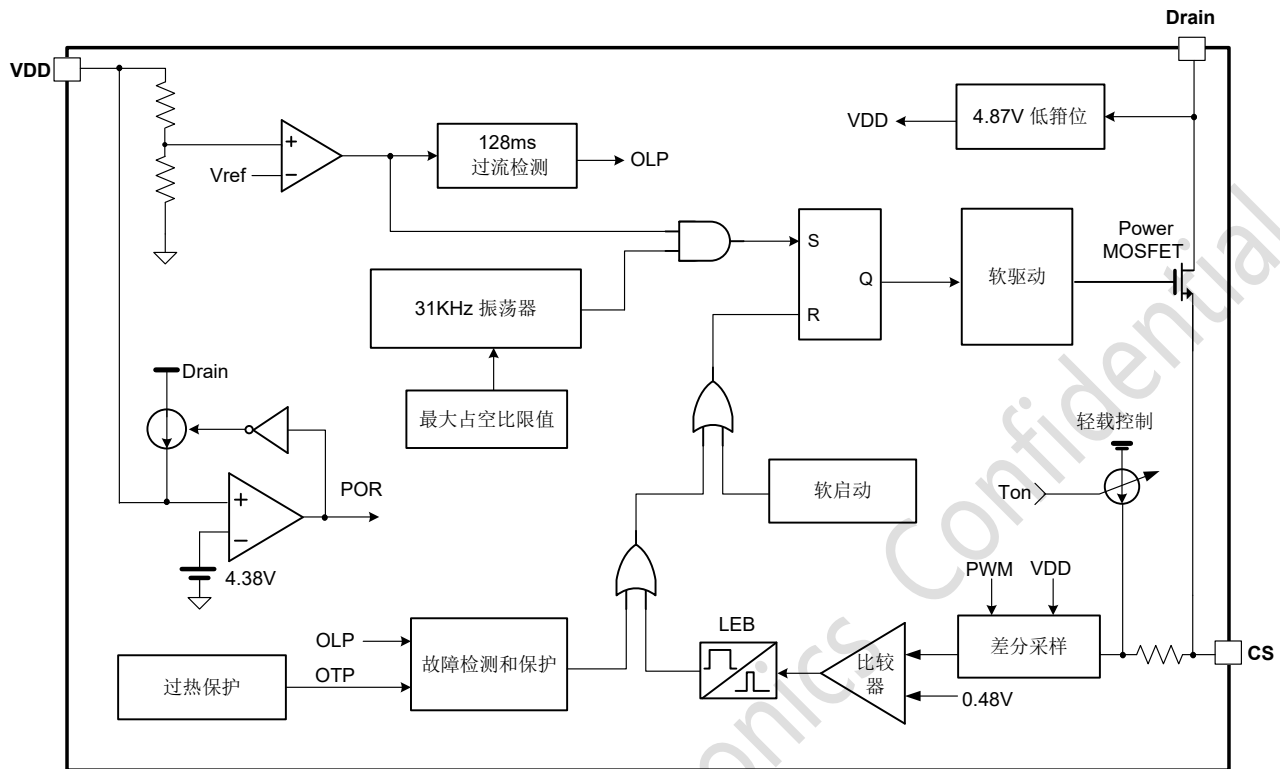 Drain
VDD
VDD
4.87V 低箝位
128ms
过流检测
OLP
+
−
Vref
S
Q
R
软驱动
Power
MOSFET
31KHz 振荡器
最大占空比限值
Drain
POR
+
−
4.38V
轻载控制
Ton
软启动
PWM
VDD
LEB
OLP
OTP
过热保护
故障检测和保护
比较
器
差分采样
0.48V
CS
onics Confidential